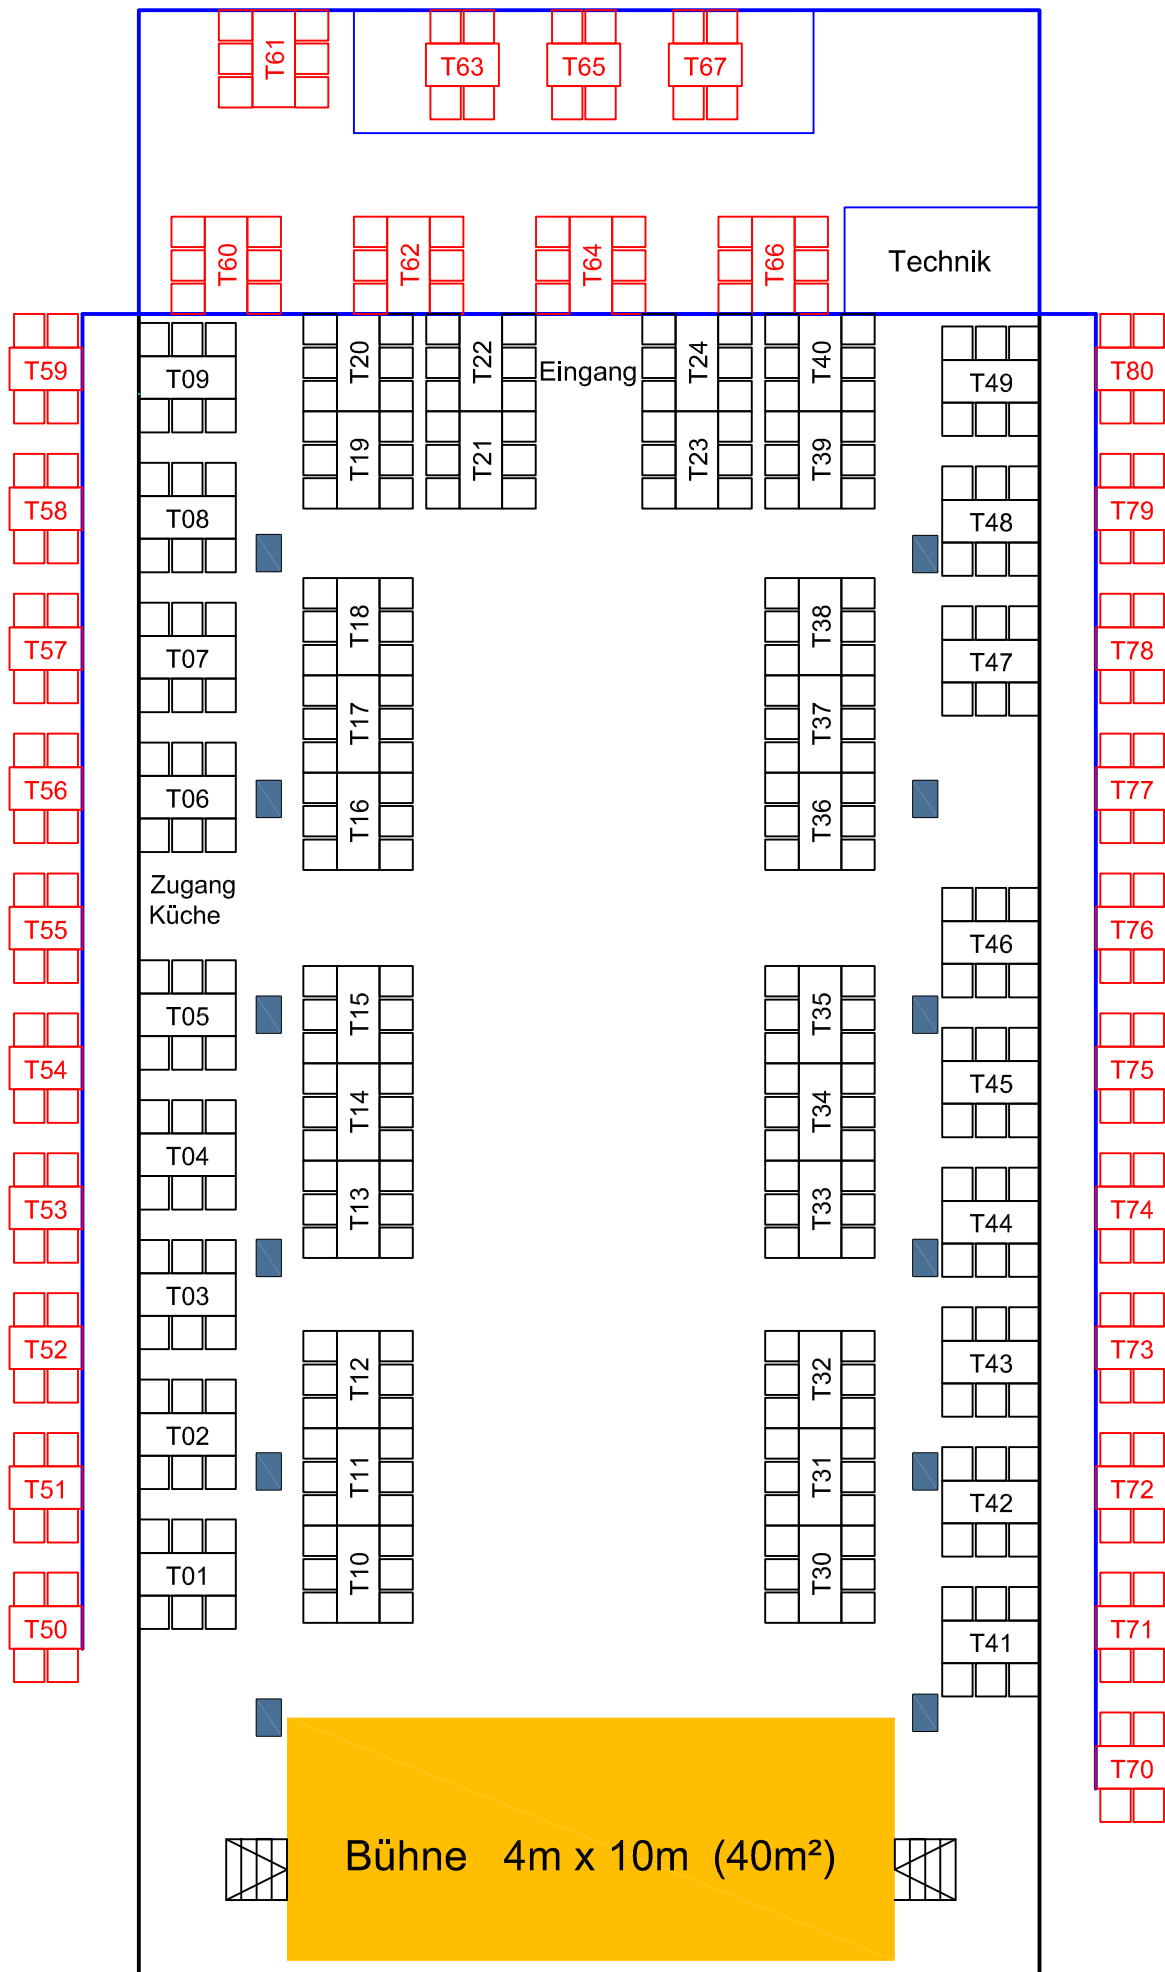 T61
T63 T65 T67
T60 T62 T64 T66 Technik
T59 T09 T20 T22 Eingang T24 T40 T49 T80
T19 T21 T23 T39
T58 T08 T48 T79
T57 T07 T18 T38 T47 T78
T17 T37
T56 T06 T16 T36 T77
Zugang
Küche
T55 T46 T76
T05 T15 T35
T54 T45 T75
T04 T14 T34
T53 T13 T33 T44 T74
T03
T52 T12 T32 T43 T73
T02
T51 T11 T31 T42 T72
T01 T10 T30
T50 T41 T71
T70
Bühne 4m x 10m (40m²)